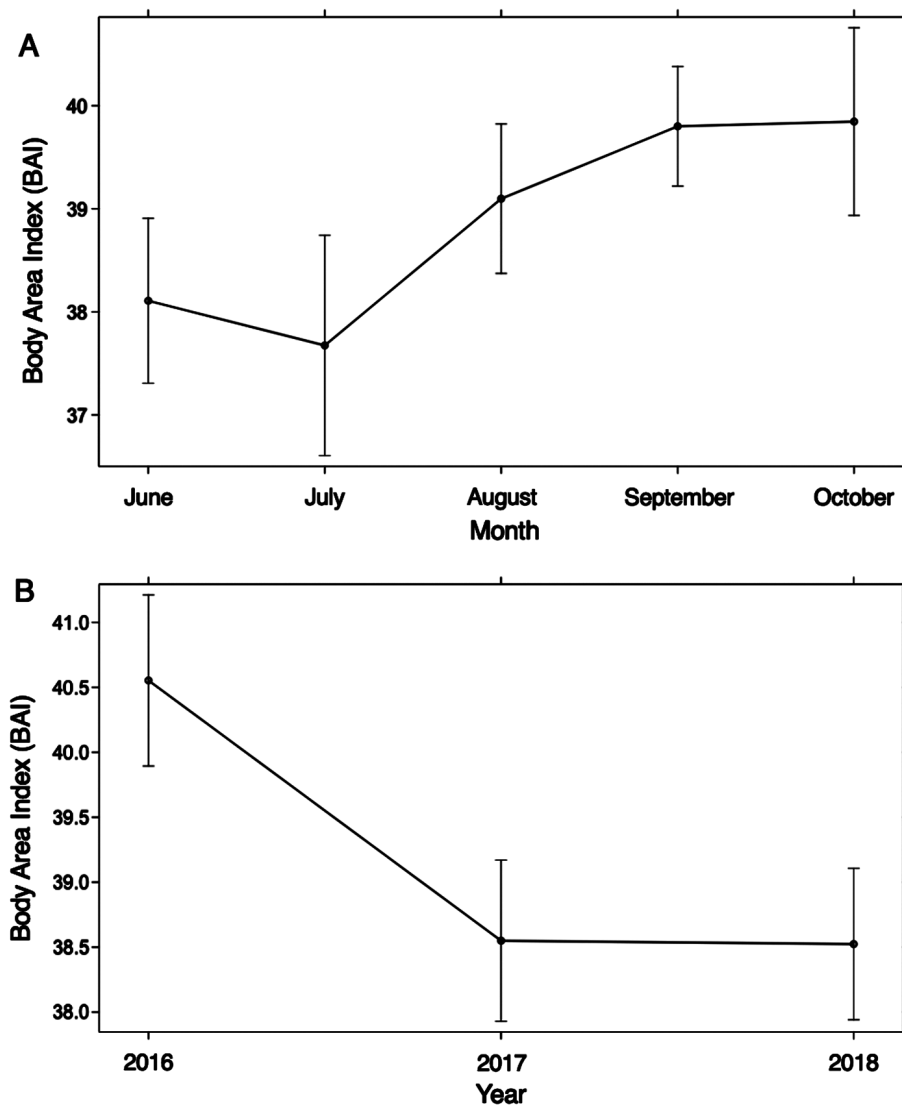 A
Body Area Index (BAI)
40
39
38
37
June July August September October
Month
B
Body Area Index (BAI)
41.0
40.5
40.0
39.5
39.0
38.5
38.0
2016 2017 2018
Year